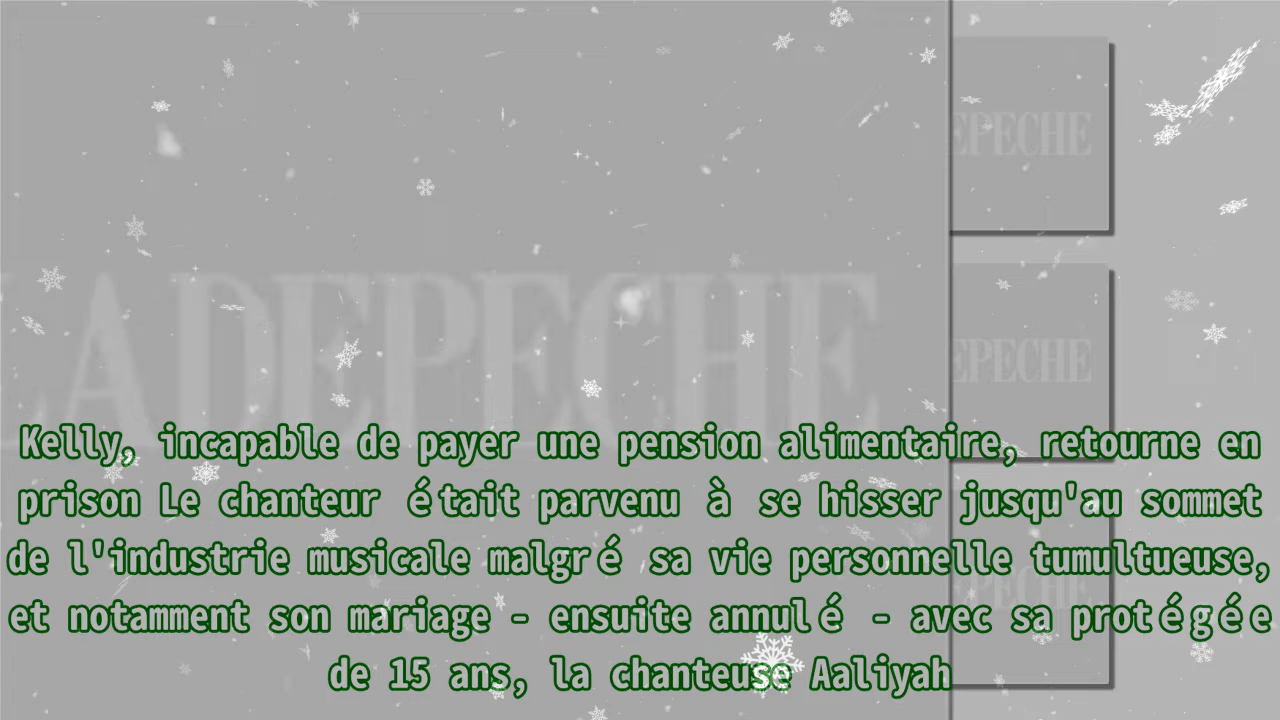 EPECHE
LADEPECHE
EPECHE
Kelly, incapable de payer une pension alimentaire, retourne en
prison Le chanteur était parvenu à se hisser jusqu'au sommet
de l'industrie musicale malgré sa vie personnelle tumultueuse,
et notamment son mariage - ensuite annulé - avec sa protégée
de 15 ans, la chanteuse Aaliyah
EPECHE